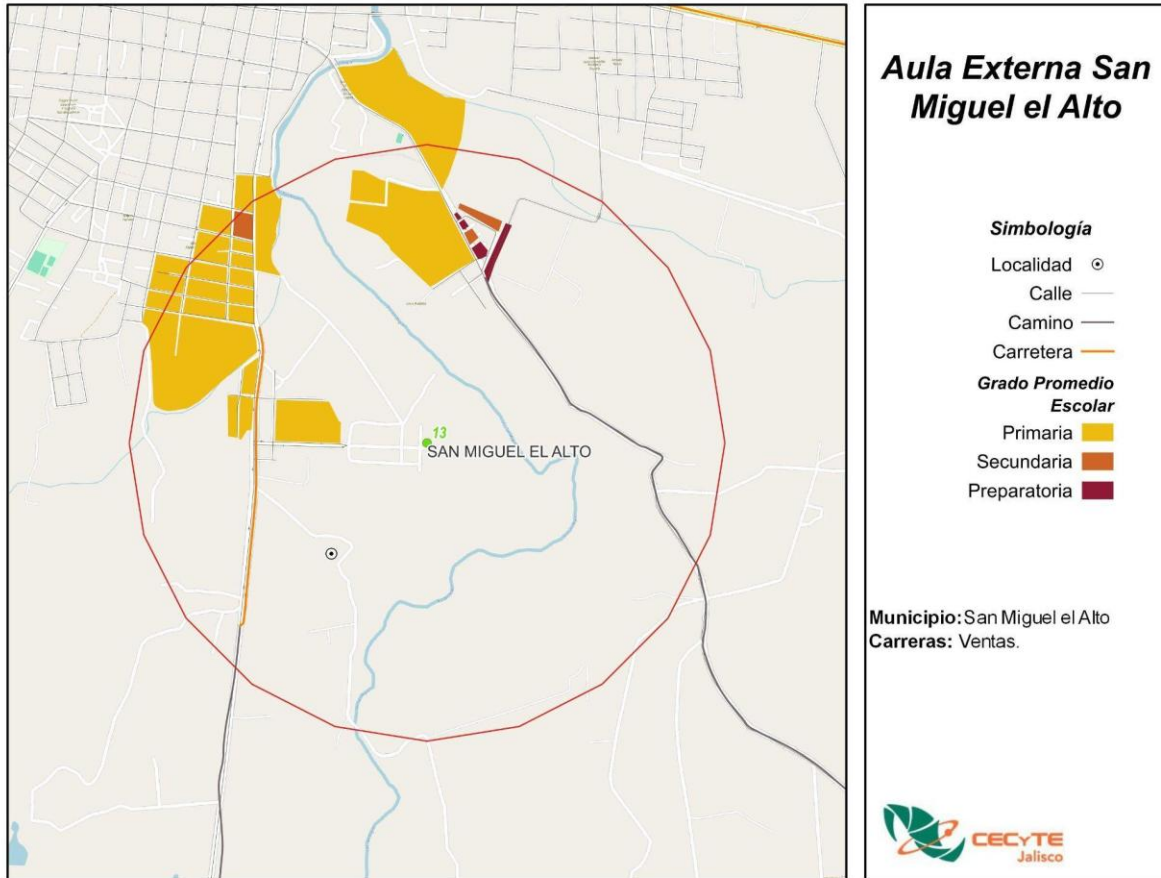 13
SAN MIGUEL EL ALTO
Aula Externa San
Miguel el Alto
Simbología
Localidad
Calle
Camino
Carretera
Grado Promedio
Escolar
Primaria
Secundaria
Preparatoria
Municipio: San Miguel el Alto
Carreras: Ventas.
CECyTE
Jalisco